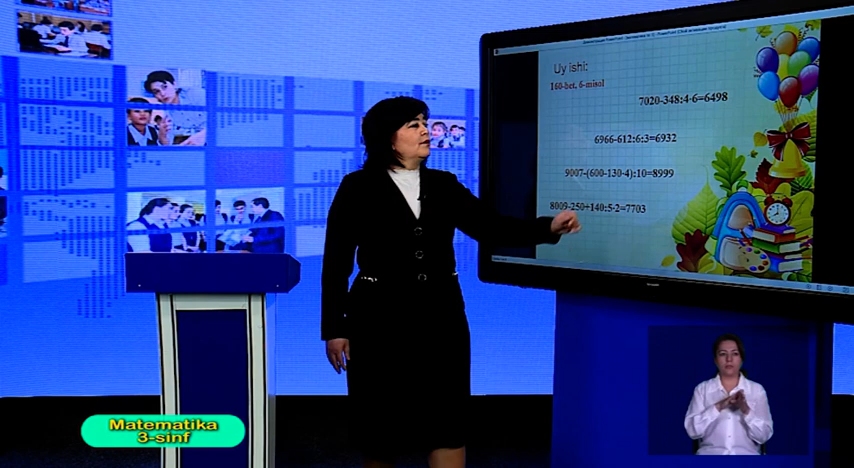 Uy ishi:
160-bet, 6-misol
7020-348:4·6=6498
6966-612:6:3=6932
9007-(600-130·4):10=8999
8009-250+140:5·2=7703
Matematika
3-sinf